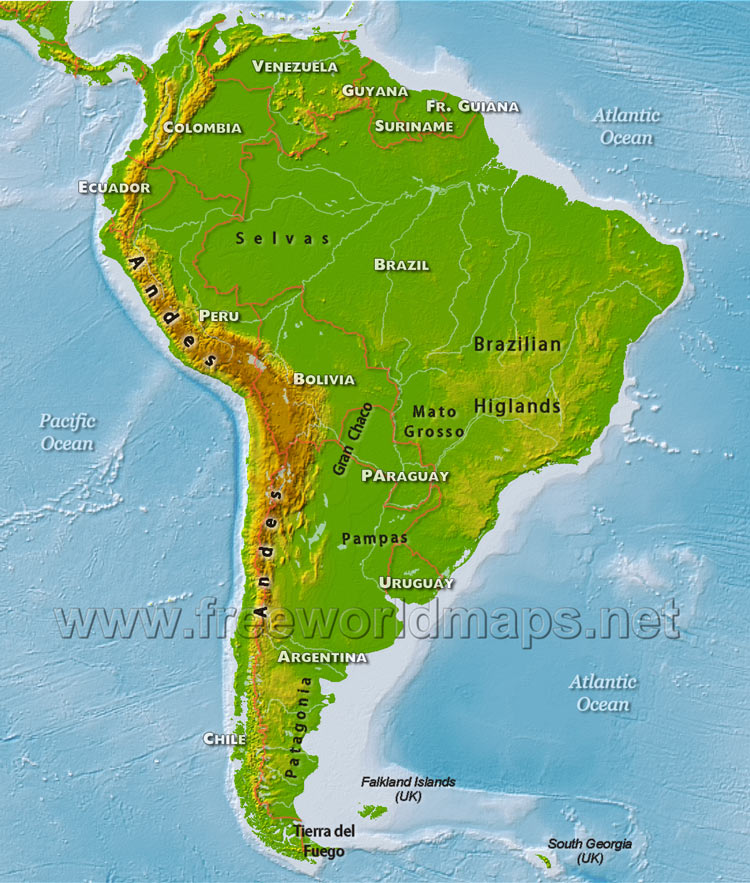 VENEZUELA
GUYANA
FR. GUIANA
SURINAME
Atlantic
Ocean
COLOMBIA
ECUADOR
Selvas
BRAZIL
Andes
PERU
Brazilian
Higlands
BOLIVIA
Mato
Grosso
Gran Chaco
Pacific
Ocean
PARAGUAY
Andes
Pampas
URUGUAY
www.freeworldmaps.net
ARGENTINA
Atlantic
Ocean
Patagonia
CHILE
Falkland Islands
(UK)
Tierra del
Fuego
South Georgia
(UK)